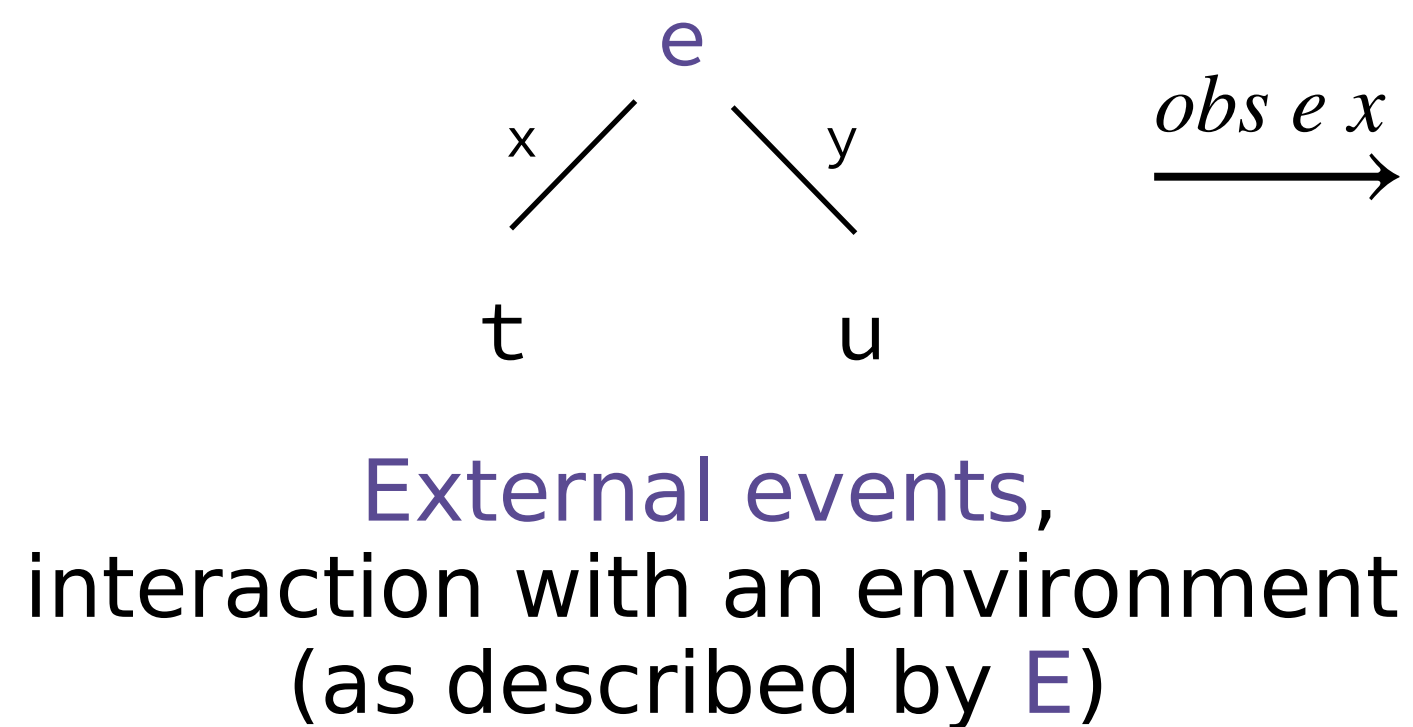 e
obs e x
x y
t u
External events,
interaction with an environment
(as described by E)